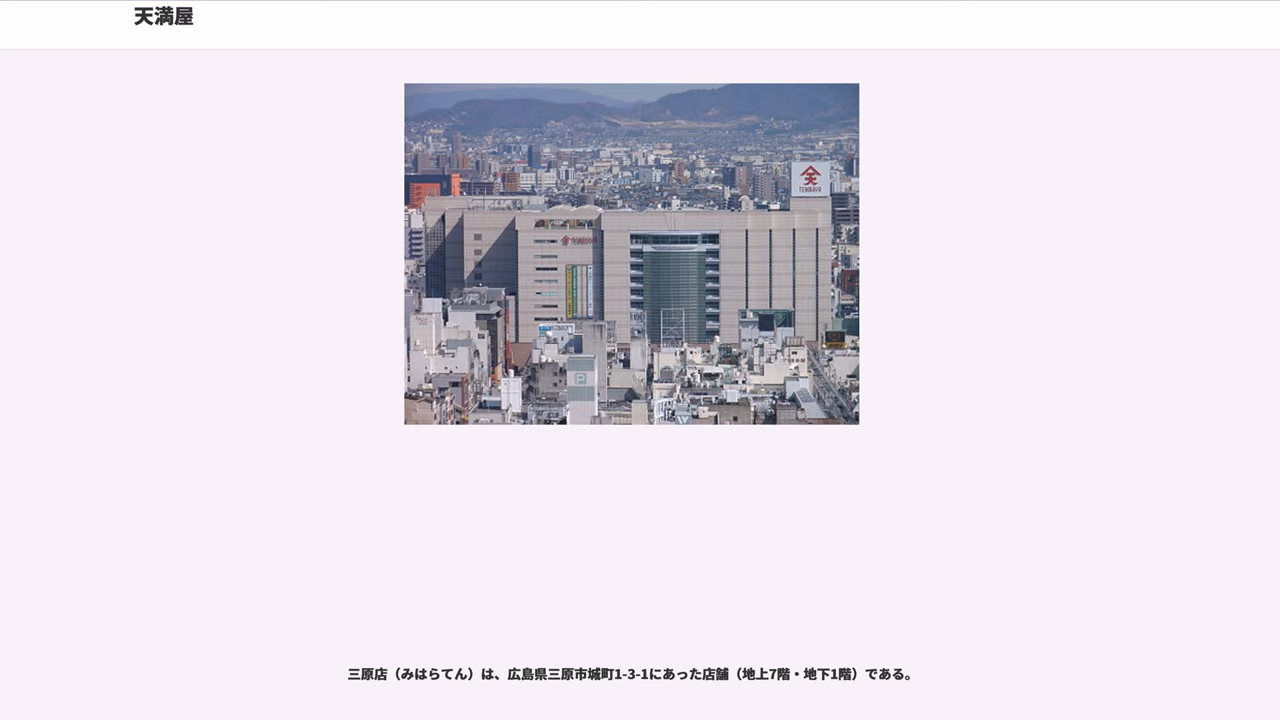 天満屋
TENMAYA
三原店（みはらてん）は、広島県三原市城町1-3-1にあった店舗（地上7階・地下1階）である。